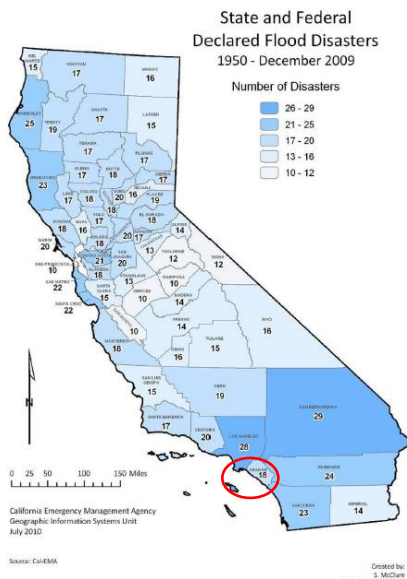 State and Federal
Declared Flood Disasters
1950 - December 2009
Number of Disasters
26 - 29
21 - 25
17 - 20
13 - 16
10 - 12
DEL NORTE
15
SISKIYOU
17
MODOC
16
HUMBOLDT
25
TRINITY
19
SHASTA
17
LASSEN
15
TEHAMA
17
PLUMAS
17
MENDOCINO
23
GLENN
17
BUTTE
18
SIERRA
17
LAKE
17
COLUSA
18
YUBA
20
NEVADA
16
PLACER
19
SONOMA
18
NAPA
16
YOLO
17
EL DORADO
18
ALPINE
14
MARIN
20
SOLANO
18
20
17
13
TUOLUMNE
12
MONO
12
SAN FRANCISCO
10
21
ALAMEDA
18
SAN JOAQUIN
20
STANISLAUS
13
MARIPOSA
10
SAN MATEO
22
SANTA CLARA
15
MERCED
10
MADERA
14
SANTA CRUZ
22
SAN BENITO
10
FRESNO
14
INYO
16
MONTEREY
18
KINGS
16
TULARE
15
SAN LUIS OBISPO
15
KERN
19
SAN BERNARDINO
29
SANTA BARBARA
17
VENTURA
20
LOS ANGELES
28
ORANGE
18
RIVERSIDE
24
SAN DIEGO
23
IMPERIAL
14
N
0 25 50 100 150 Miles
California Emergency Management Agency
Geographic Information Systems Unit
July 2010
Source: Cal-EMA
Created by:
S. McClure